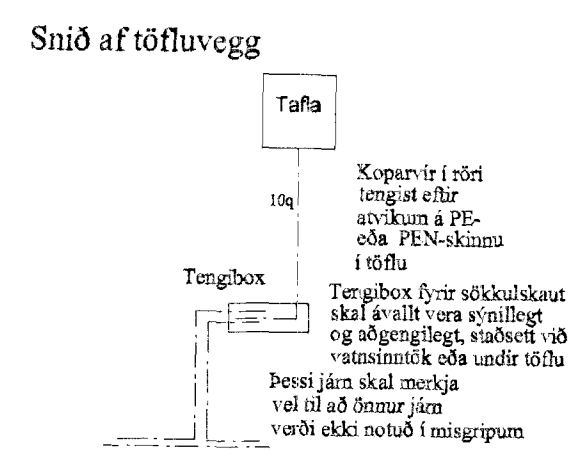 Snið af töfluvegg
Tafla
10q
Koparvír í röri
tengist eftir
atvikum á PE-
eða PEN-skinnu
í töflu
Tengibox
Tengibox fyrir sökkulskaut
skal ávallt vera sýnillegt
og aðgengilegt, staðsett við
vatnsinntök eða undir töflu
Þessi járn skal merkja
vel til að önnur járn
verði ekki notuð í misgripum